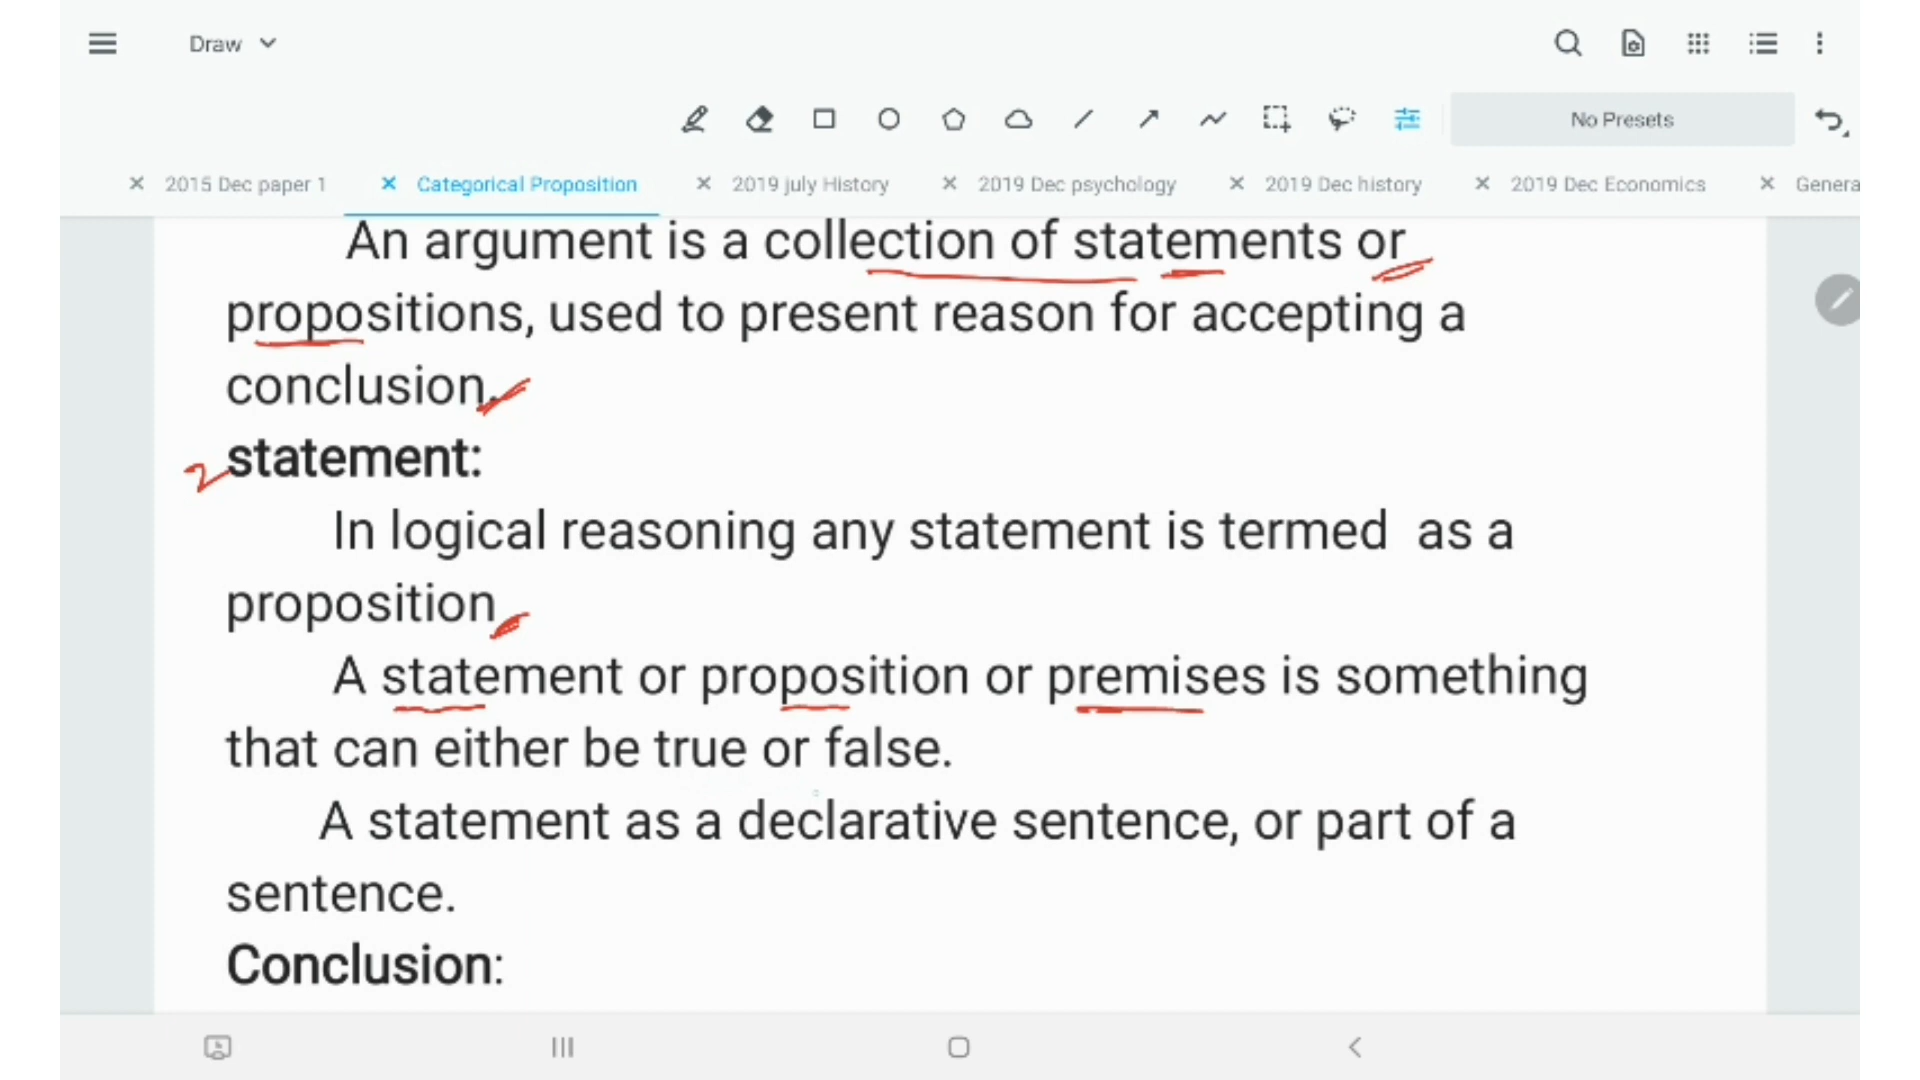 Draw
No Presets
2015 Dec paper 1
Categorical Proposition
2019 july History
2019 Dec psychology
2019 Dec history
2019 Dec Economics
Genera
An argument is a collection of statements or
propositions, used to present reason for accepting a
conclusion.
2 statement:
In logical reasoning any statement is termed as a
proposition
A statement or proposition or premises is something
that can either be true or false.
A statement as a declarative sentence, or part of a
sentence.
Conclusion: